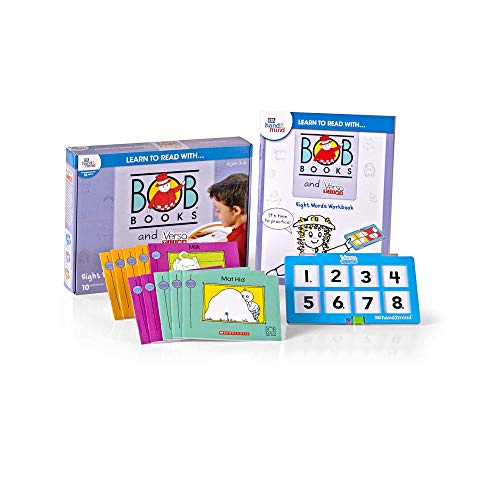 hand2mind
LEARN TO READ WITH...
Ages 3-5
BOB
BOOKS
and Versa
Sight
10
Milk
Mat Hid
SCHOLASTIC
hand2mind
LEARN TO READ WITH...
BOB
BOOKS
and Versa
Sight Words Workbook
It's time
to practice!
1. 2. 3. 4.
5. 6. 7. 8.
hand2mind